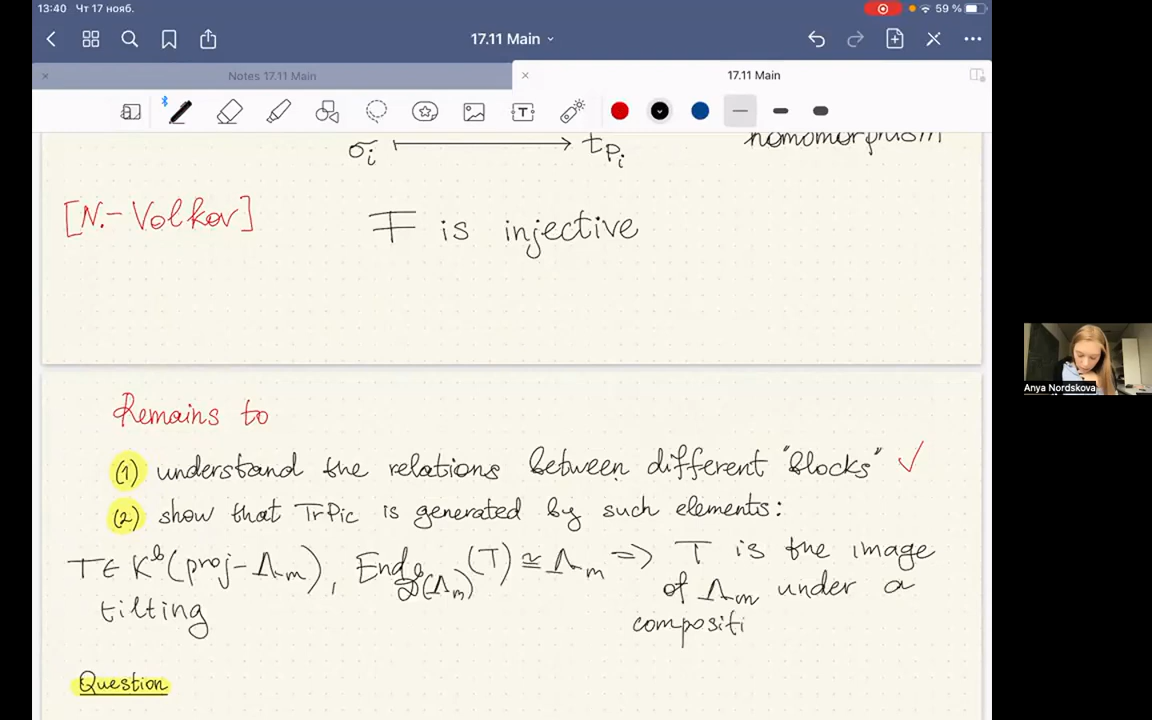 13:40 Чт 17 нояб.
59 %
17.11 Main
Notes 17.11 Main
17.11 Main
σi ⟼ tPi
homomorphism
[N.- Volkov]
F is injective
Remains to
(1) understand the relations between different "blocks" ✓
(2) show that TrPic is generated by such elements:
T ∈ K^b(proj-Λm), End_D^b(Λm)(T) ≅ Λm => T is the image
tilting
of Λm under a
compositi
Question
Anya Nordskova